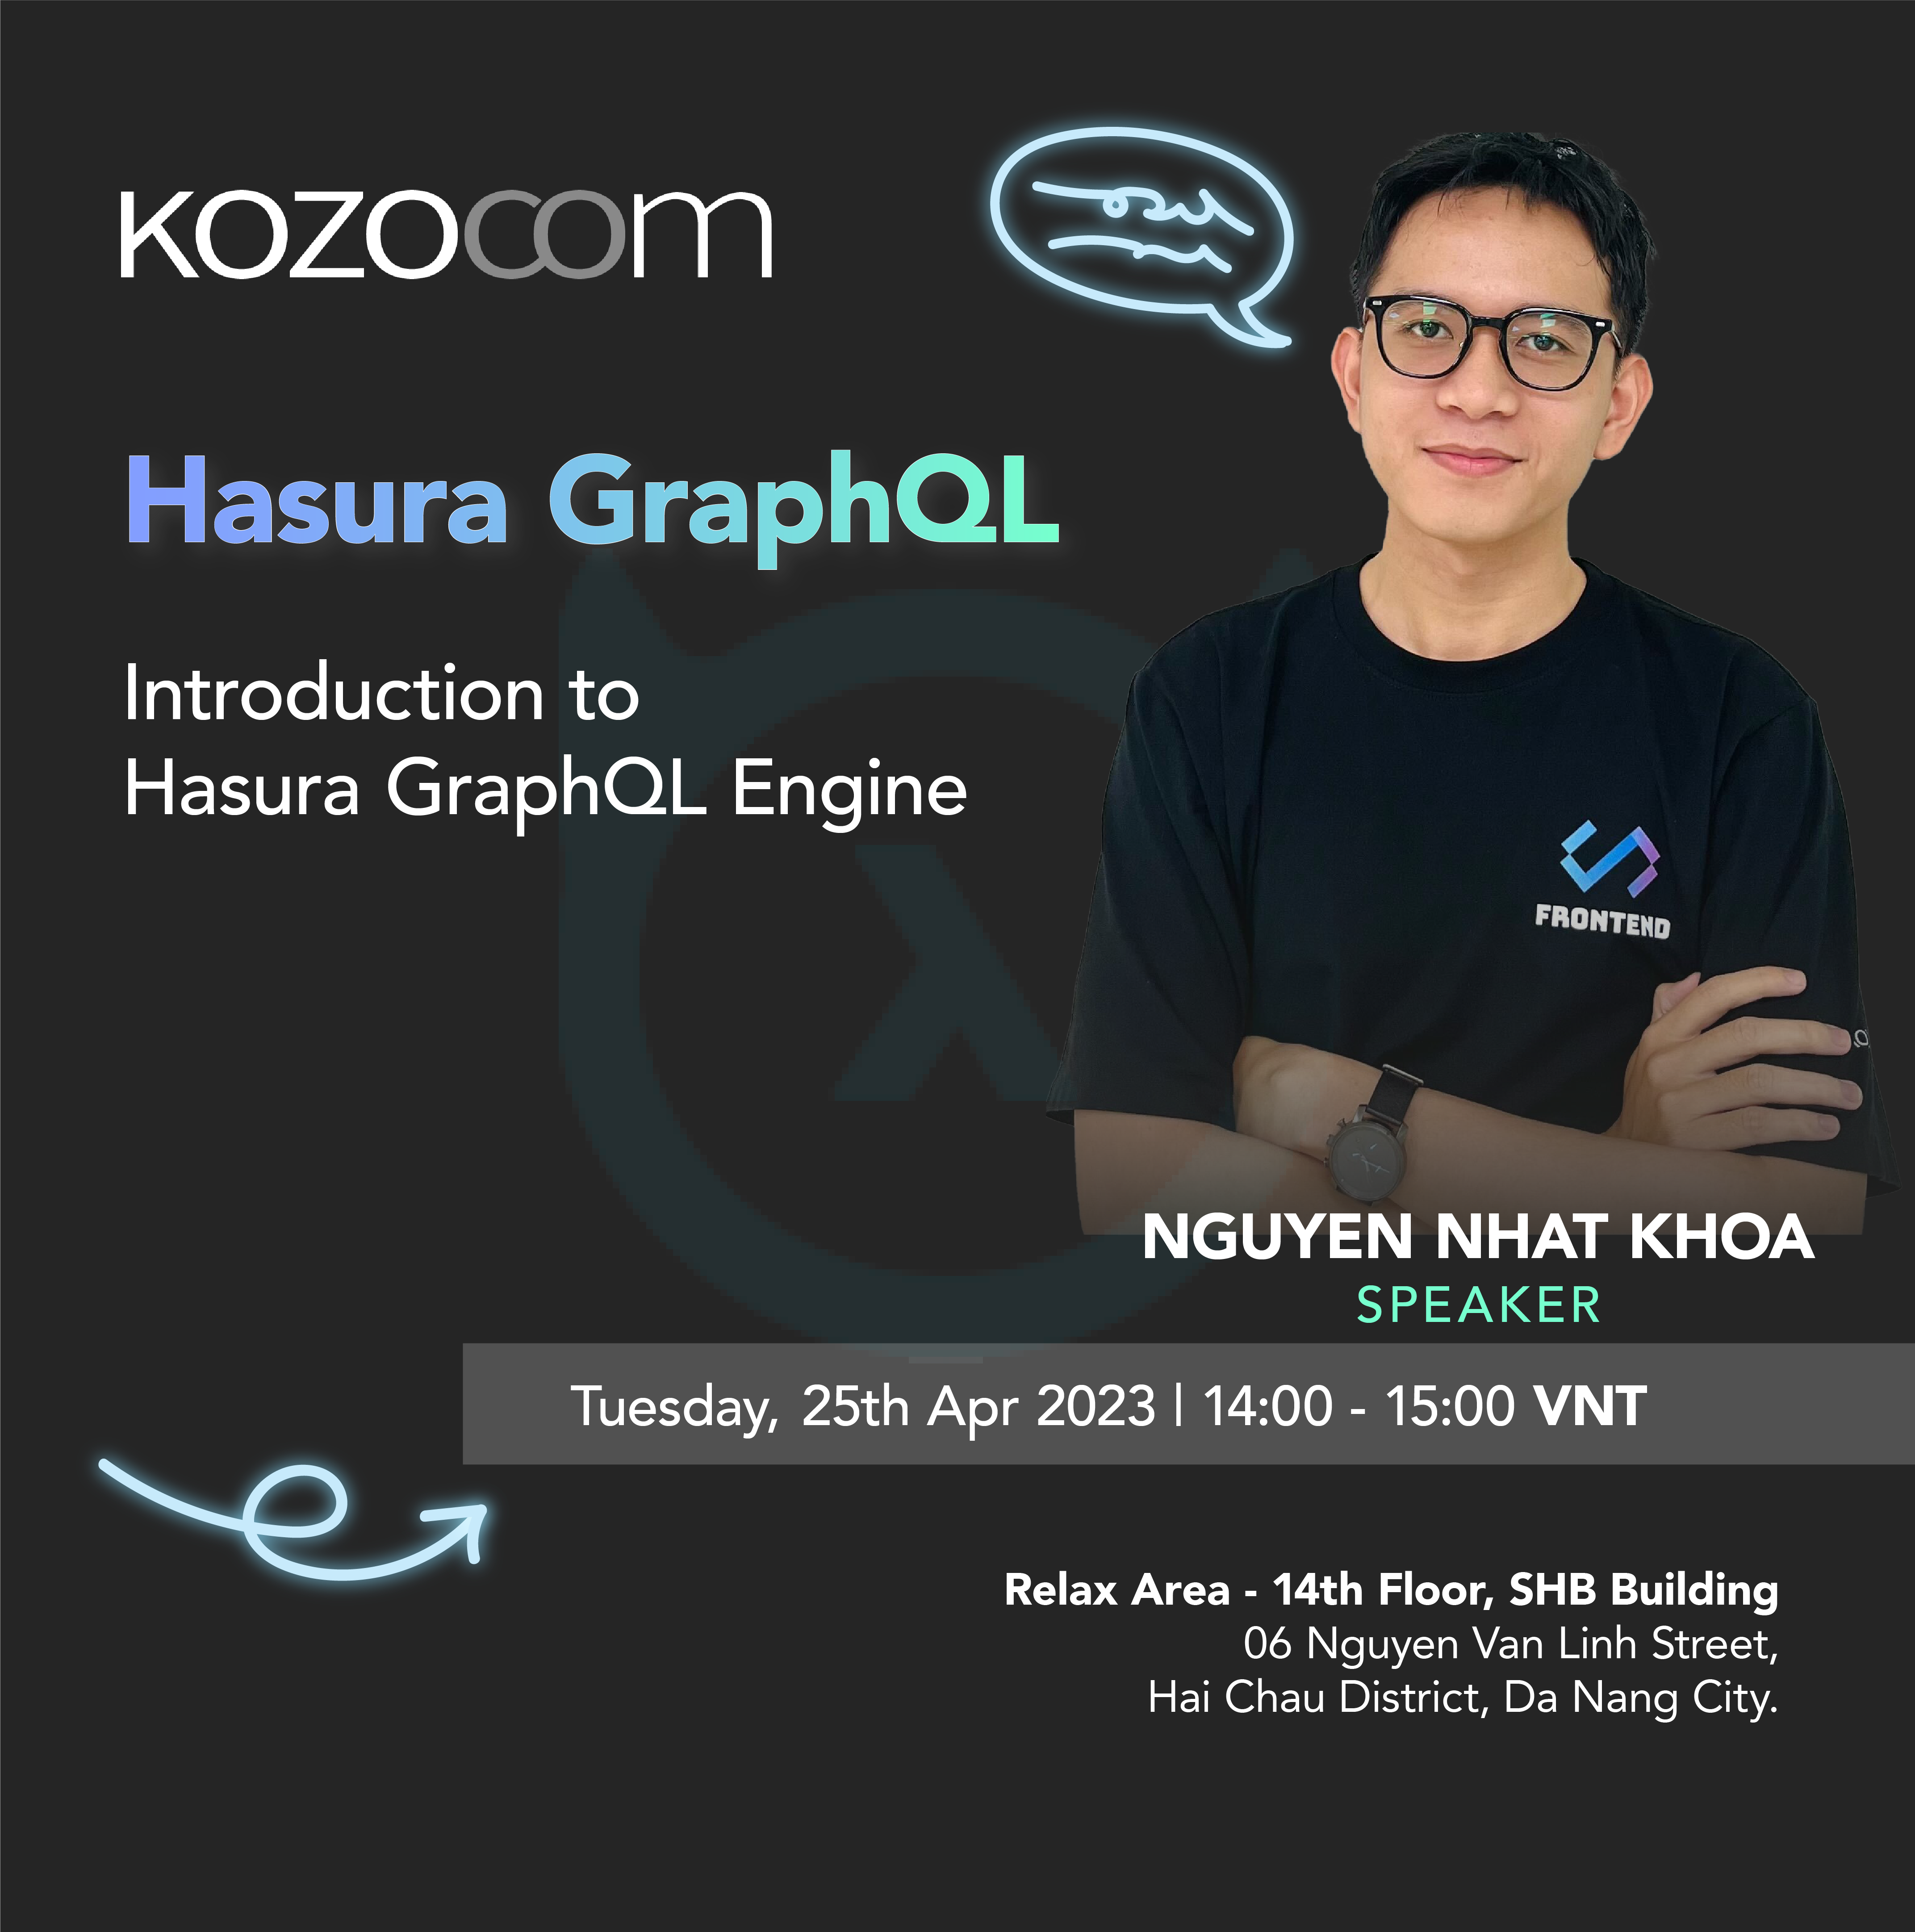 KOZOCOM
Hasura GraphQL
Introduction to
Hasura GraphQL Engine
FRONTEND
NGUYEN NHAT KHOA
SPEAKER
Tuesday, 25th Apr 2023 | 14:00 - 15:00 VNT
Relax Area - 14th Floor, SHB Building
06 Nguyen Van Linh Street,
Hai Chau District, Da Nang City.